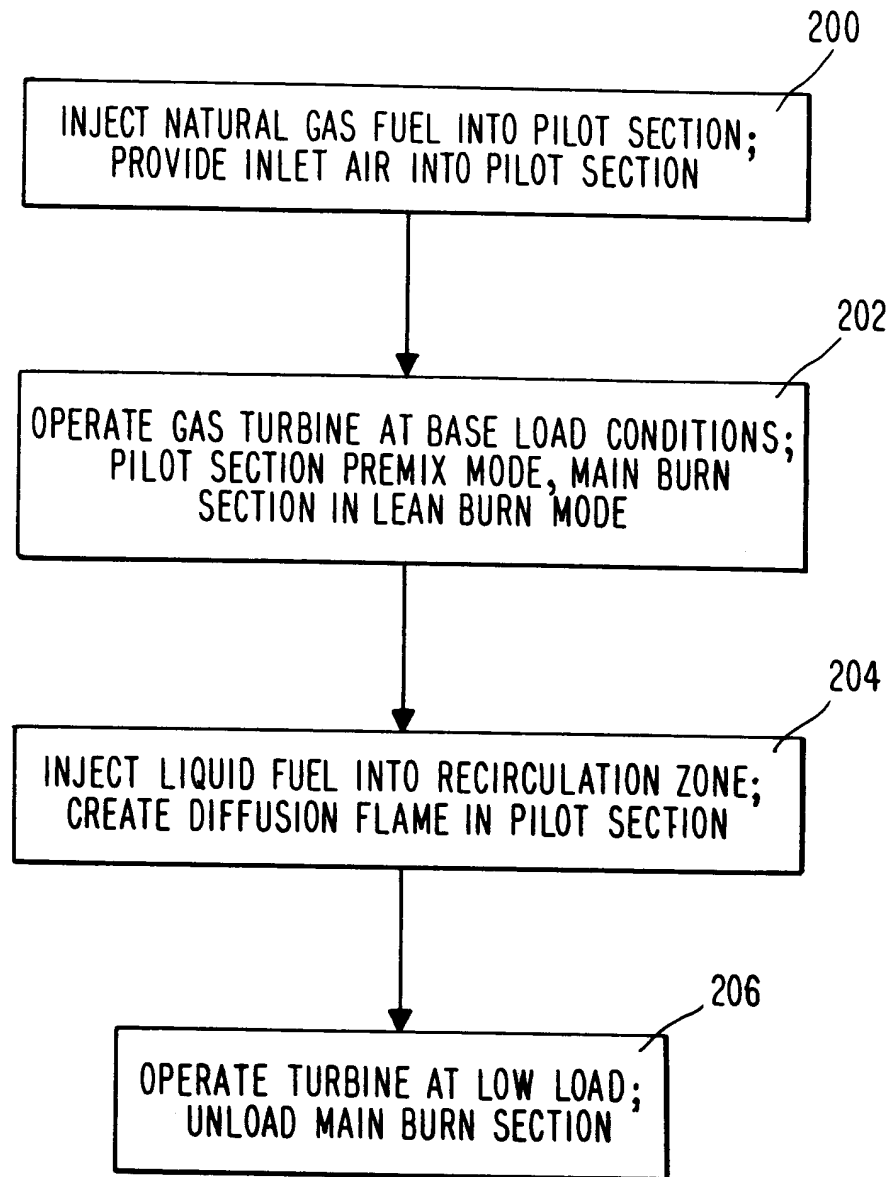 200
INJECT NATURAL GAS FUEL INTO PILOT SECTION;
PROVIDE INLET AIR INTO PILOT SECTION
202
OPERATE GAS TURBINE AT BASE LOAD CONDITIONS;
PILOT SECTION PREMIX MODE, MAIN BURN
SECTION IN LEAN BURN MODE
204
INJECT LIQUID FUEL INTO RECIRCULATION ZONE;
CREATE DIFFUSION FLAME IN PILOT SECTION
206
OPERATE TURBINE AT LOW LOAD;
UNLOAD MAIN BURN SECTION